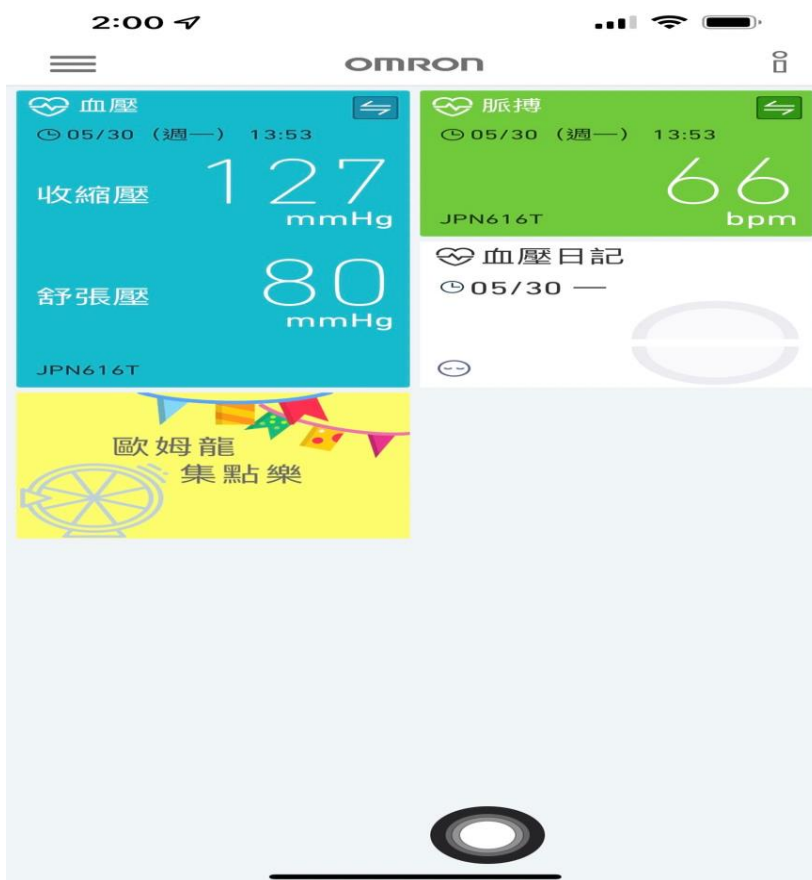 2:00
OMRON
血壓
05/30 (週一) 13:53
收縮壓 127
mmHg
舒張壓 80
mmHg
JPN616T
脈搏
05/30 (週一) 13:53
66
JPN616T bpm
血壓日記
05/30 —
歐姆龍
集點樂